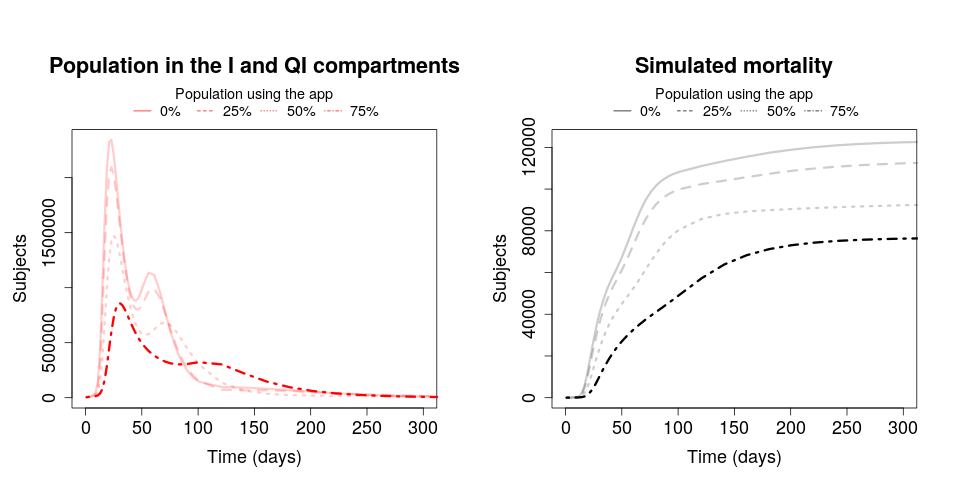 Population in the I and QI compartments
Population using the app
0% 25% 50% 75%
Subjects
0 500000 1500000
0 50 100 150 200 250 300
Time (days)
Simulated mortality
Population using the app
0% 25% 50% 75%
Subjects
0 40000 80000 120000
0 50 100 150 200 250 300
Time (days)